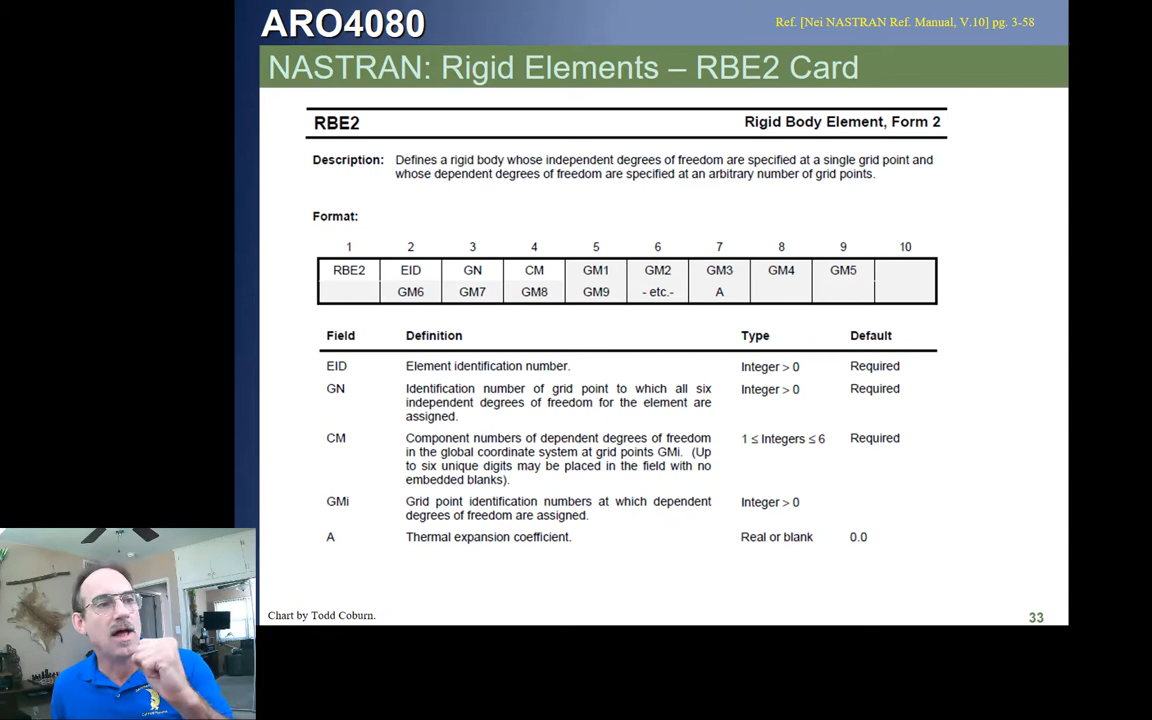 ARO4080
Ref. [Nei NASTRAN Ref. Manual, V.10] pg. 3-58
NASTRAN: Rigid Elements – RBE2 Card
RBE2 Rigid Body Element, Form 2
Description: Defines a rigid body whose independent degrees of freedom are specified at a single grid point and
whose dependent degrees of freedom are specified at an arbitrary number of grid points.
Format:
1 2 3 4 5 6 7 8 9 10
RBE2 EID GN CM GM1 GM2 GM3 GM4 GM5
GM6 GM7 GM8 GM9 - etc.- A
Field Definition Type Default
EID Element identification number. Integer > 0 Required
GN Identification number of grid point to which all six Integer > 0 Required
independent degrees of freedom for the element are
assigned.
CM Component numbers of dependent degrees of freedom 1 ≤ Integers ≤ 6 Required
in the global coordinate system at grid points GMi. (Up
to six unique digits may be placed in the field with no
embedded blanks).
GMi Grid point identification numbers at which dependent Integer > 0
degrees of freedom are assigned.
A Thermal expansion coefficient. Real or blank 0.0
Chart by Todd Coburn.
33